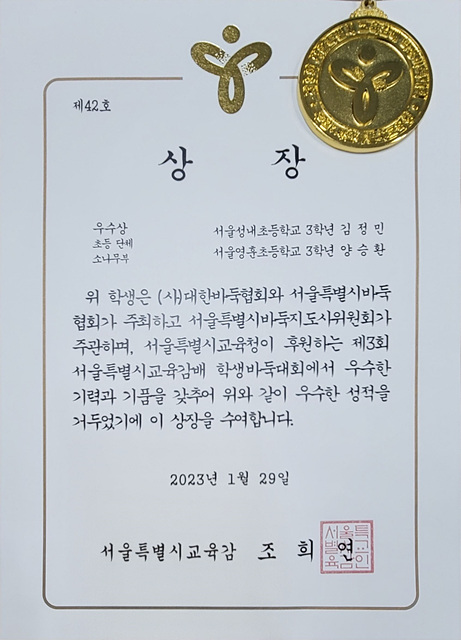 제42호
상 장
우수상
초등 단체
소나무부
서울성내초등학교 3학년 김정민
서울영훈초등학교 3학년 양승환
위 학생은 (사)대한바둑협회와 서울특별시바둑
협회가 주최하고 서울특별시바둑지도사위원회가
주관하며, 서울특별시교육청이 후원하는 제3회
서울특별시교육감배 학생바둑대회에서 우수한
기력과 기품을 갖추어 위와 같이 우수한 성적을
거두었기에 이 상장을 수여합니다.
2023년 1월 29일
서울특별시교육감 조 희 연
서울특
별시교
육감인